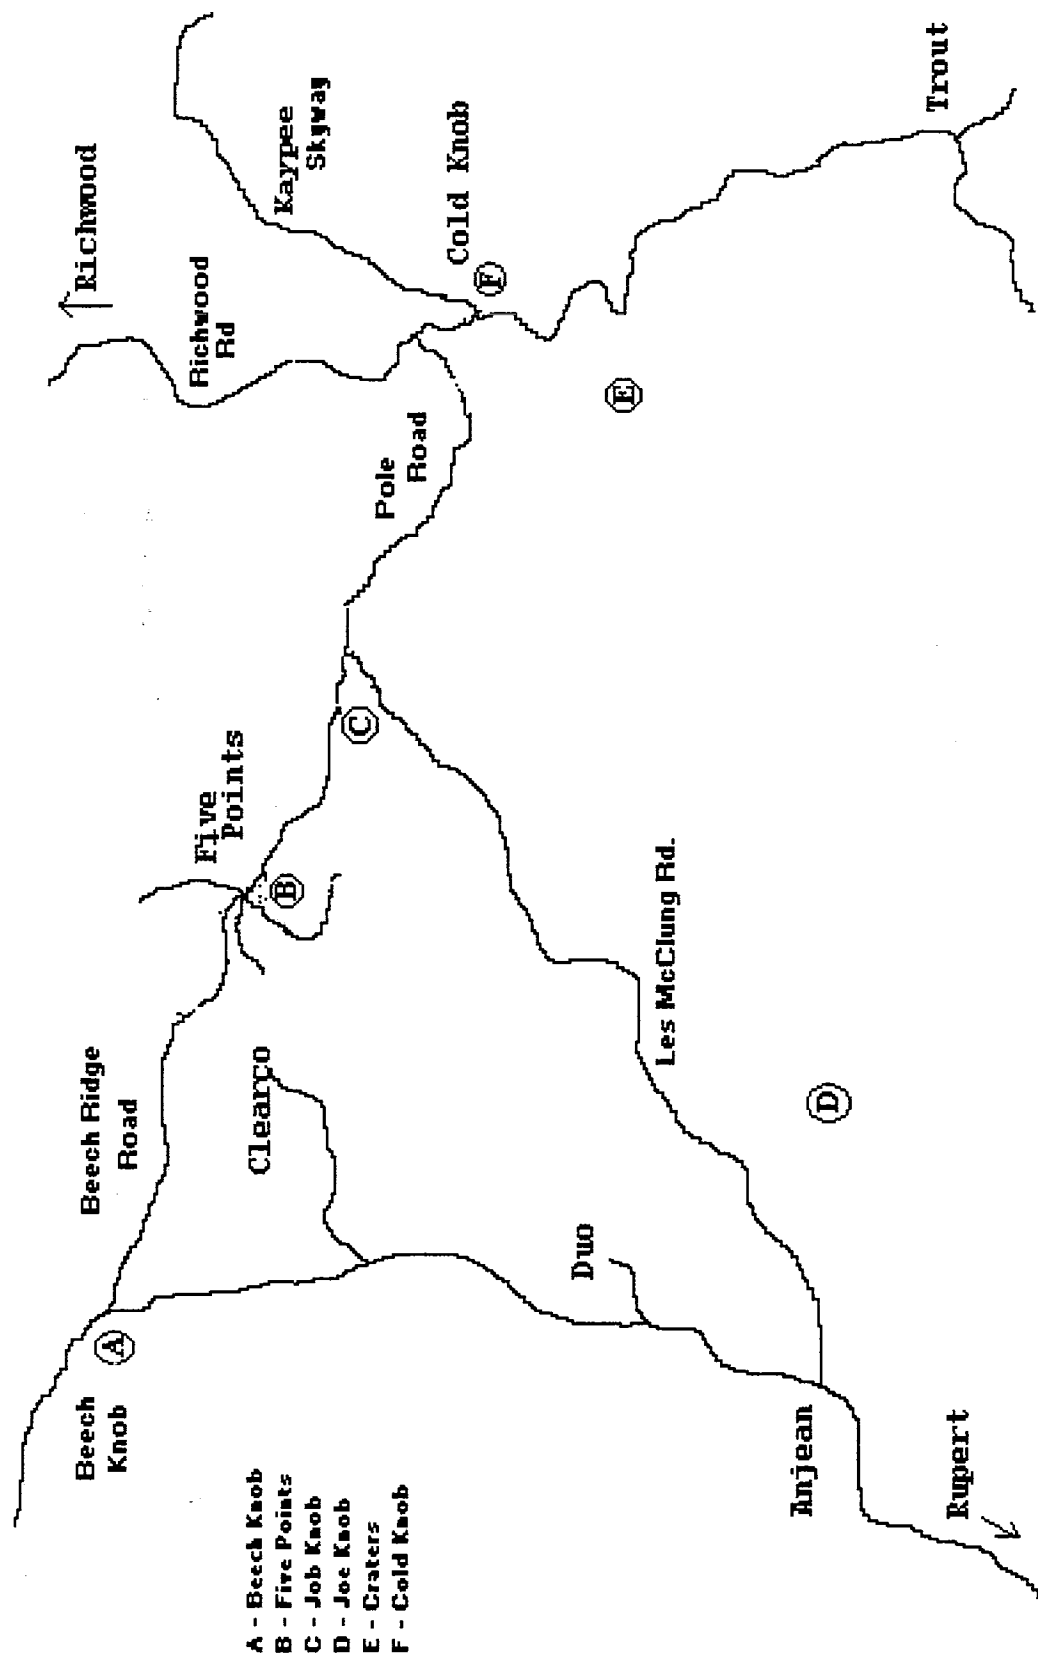 Richwood
Richwood
Rd
Kaypee
Skyway
Cold Knob
F
Trout
Pole
Road
E
Five
Points
B
C
Beech Ridge
Road
Clearco
Les McClung Rd.
D
Duo
Beech
Knob
A
Anjean
Rupert
A - Beech Knob
B - Five Points
C - Job Knob
D - Joe Knob
E - Craters
F - Cold Knob